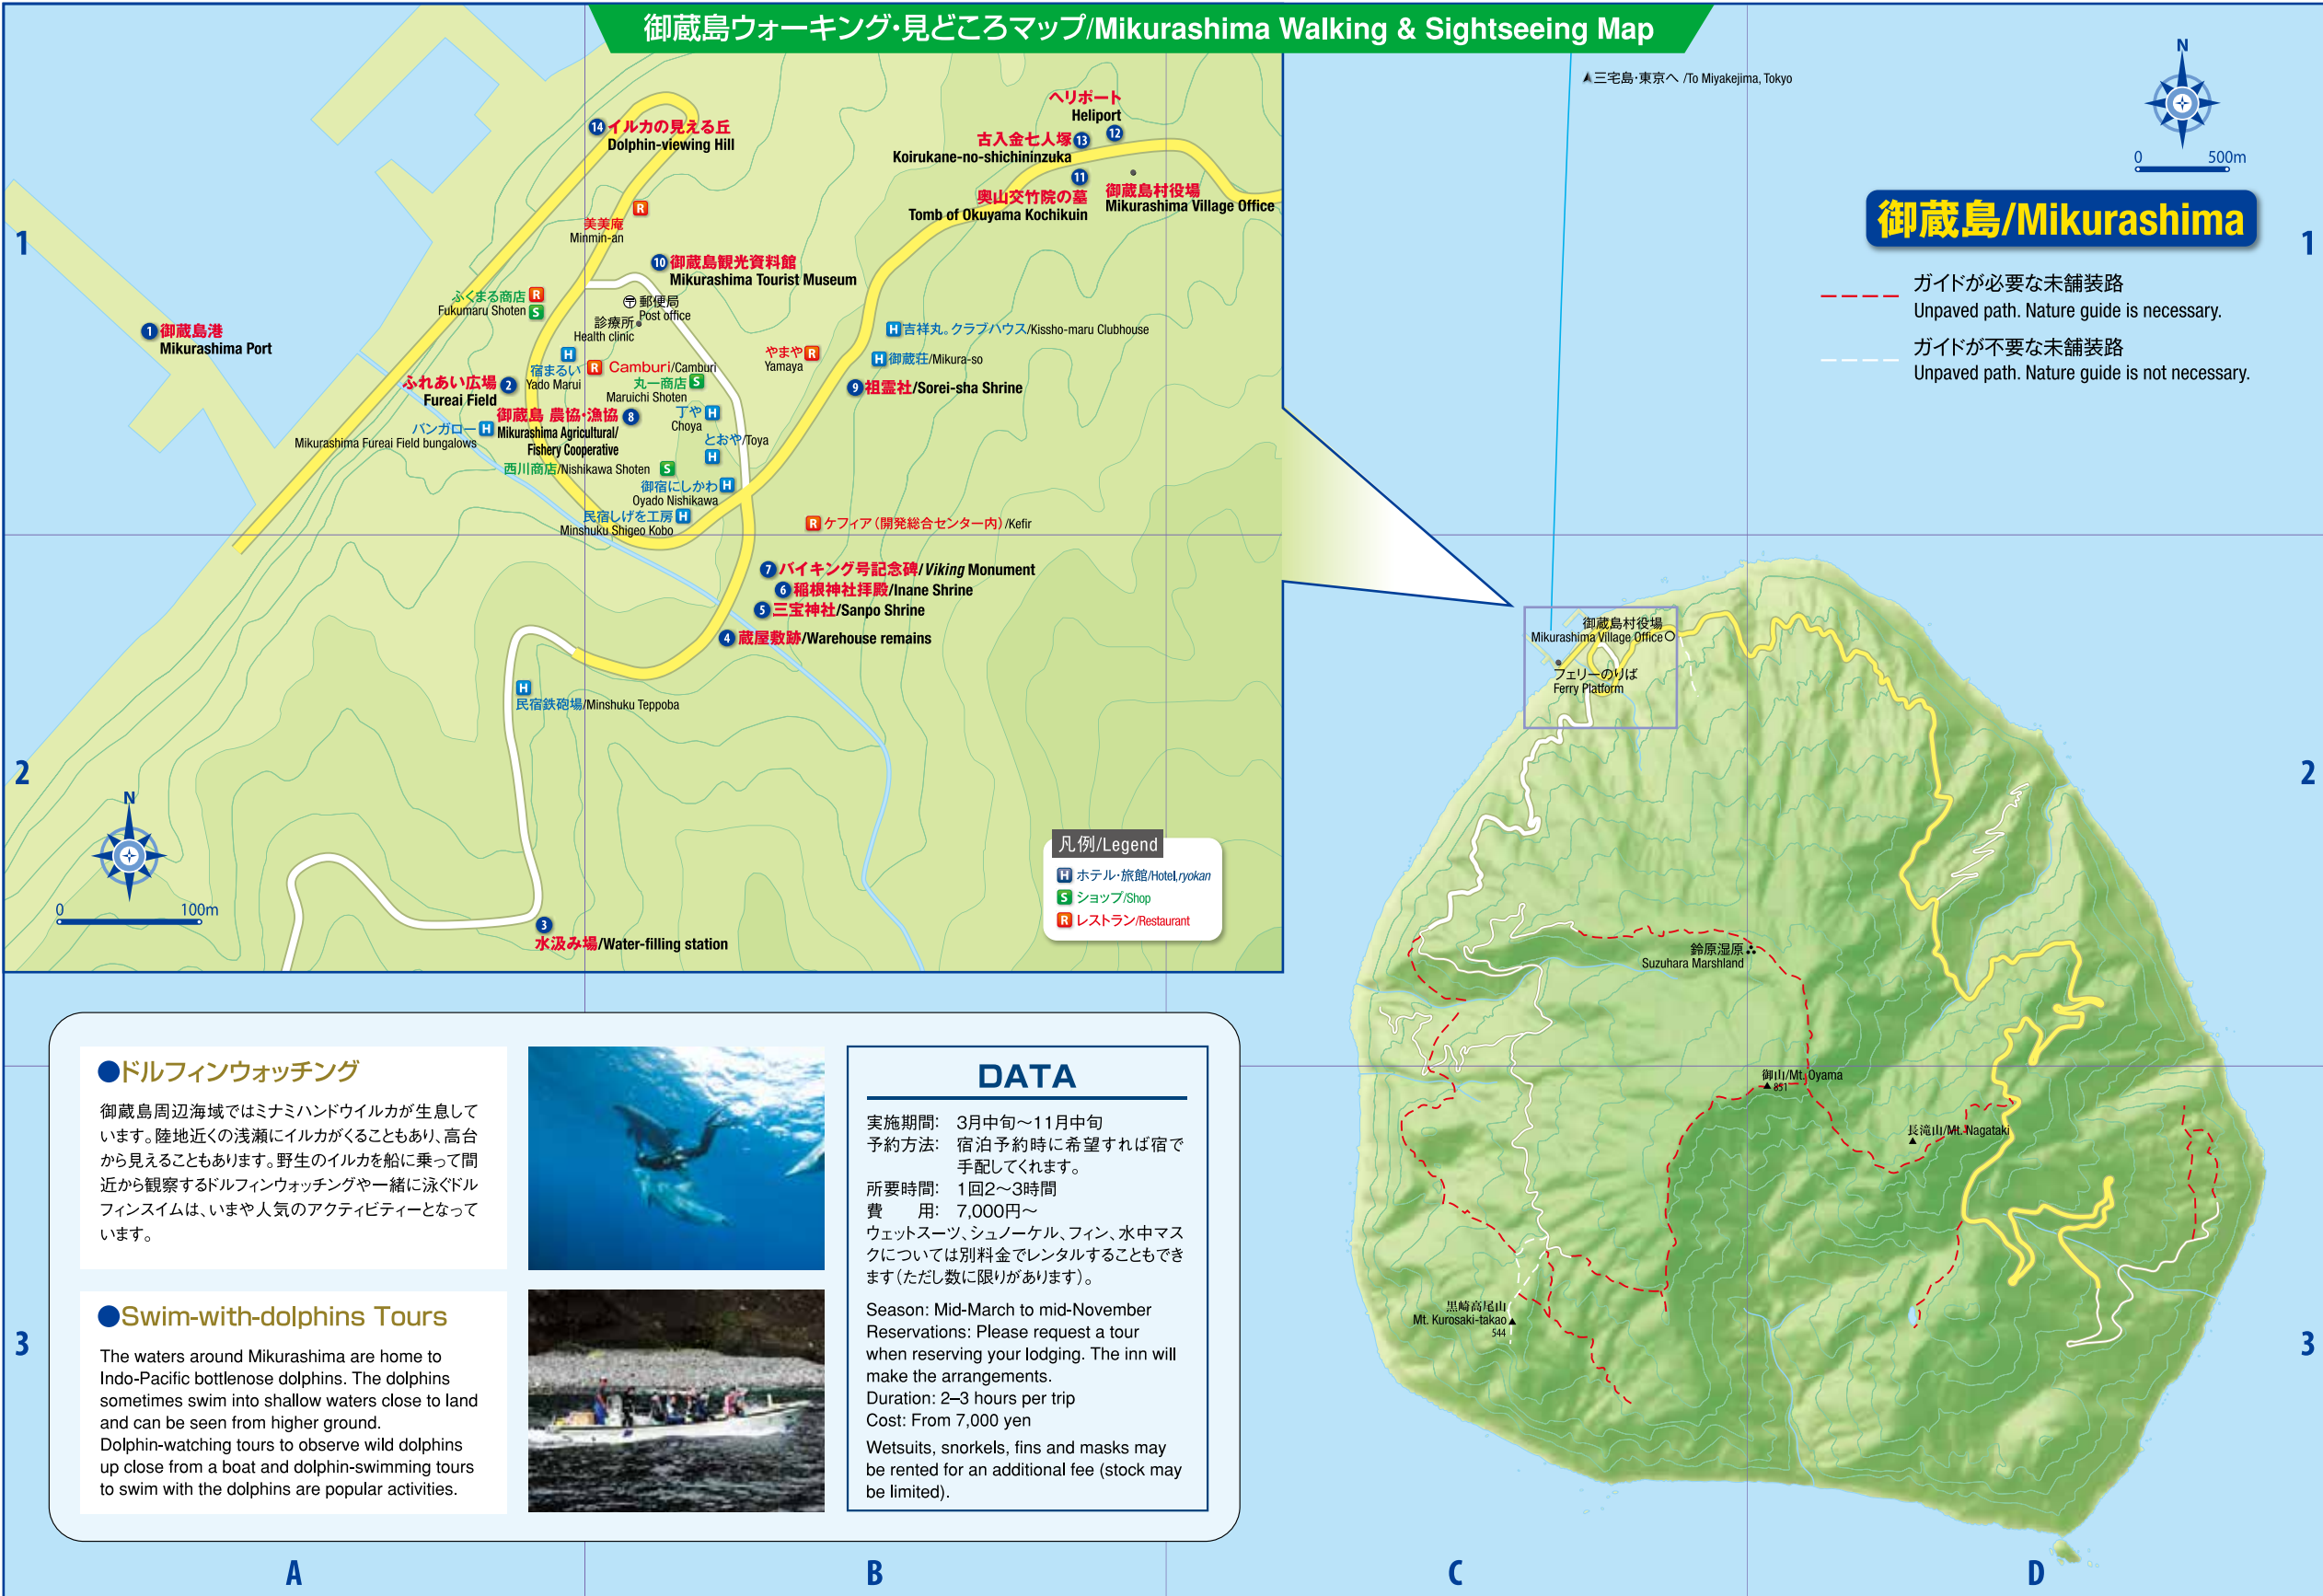 御蔵島ウォーキング・見どころマップ/Mikurashima Walking & Sightseeing Map
三宅島・東京へ /To Miyakejima, Tokyo
N
0 500m
御蔵島/Mikurashima
ガイドが必要な未舗装路
Unpaved path. Nature guide is necessary.
ガイドが不要な未舗装路
Unpaved path. Nature guide is not necessary.
1
1
14 イルカの見える丘
Dolphin-viewing Hill
ヘリポート
Heliport
12
古入金七人塚 13
Koirukane-no-shichininzuka
11
奥山交竹院の墓
Tomb of Okuyama Kochikuin
御蔵島村役場
Mikurashima Village Office
R
美美庵
Minmin-an
10 御蔵島観光資料館
Mikurashima Tourist Museum
ふくまる商店 R
Fukumaru Shoten S
〒 郵便局
Post office
診療所
Health clinic
1 御蔵島港
Mikurashima Port
H
宿まるい
Yado Marui
R Camburi/Camburi
丸一商店 S
Maruichi Shoten
やまや R
Yamaya
H 吉祥丸。クラブハウス/Kissho-maru Clubhouse
H 御蔵荘/Mikura-so
9 祖霊社/Sorei-sha Shrine
ふれあい広場 2
Fureai Field
バンガロー H
Mikurashima Fureai Field bungalows
御蔵島 農協・漁協 8
Mikurashima Agricultural/
Fishery Cooperative
丁や H
Choya
とおや/Toya
H
西川商店/Nishikawa Shoten S
御宿にしかわ H
Oyado Nishikawa
民宿しげを工房 H
Minshuku Shigeo Kobo
R ケフィア（開発総合センター内）/Kefir
7 バイキング号記念碑/Viking Monument
6 稲根神社拝殿/Inane Shrine
5 三宝神社/Sanpo Shrine
4 蔵屋敷跡/Warehouse remains
H
民宿鉄砲場/Minshuku Teppoba
2
2
N
0 100m
3
水汲み場/Water-filling station
凡例/Legend
H ホテル・旅館/Hotel, ryokan
S ショップ/Shop
R レストラン/Restaurant
御蔵島村役場
Mikurashima Village Office
フェリーのりば
Ferry Platform
鈴原湿原
Suzuhara Marshland
御山/Mt. Oyama
851
長滝山/Mt. Nagataki
黒崎高尾山
Mt. Kurosaki-takao
544
●ドルフィンウォッチング
御蔵島周辺海域ではミナミハンドウイルカが生息して
います。陸地近くの浅瀬にイルカがくることもあり、高台
から見えることもあります。野生のイルカを船に乗って間
近から観察するドルフィンウォッチングや一緒に泳ぐドル
フィンスイムは、いまや人気のアクティビティーとなって
います。
●Swim-with-dolphins Tours
The waters around Mikurashima are home to
Indo-Pacific bottlenose dolphins. The dolphins
sometimes swim into shallow waters close to land
and can be seen from higher ground.
Dolphin-watching tours to observe wild dolphins
up close from a boat and dolphin-swimming tours
to swim with the dolphins are popular activities.
DATA
実施期間: 3月中旬〜11月中旬
予約方法: 宿泊予約時に希望すれば宿で
手配してくれます。
所要時間: 1回2〜3時間
費 用: 7,000円〜
ウェットスーツ、シュノーケル、フィン、水中マス
クについては別料金でレンタルすることもでき
ます（ただし数に限りがあります）。
Season: Mid-March to mid-November
Reservations: Please request a tour
when reserving your lodging. The inn will
make the arrangements.
Duration: 2–3 hours per trip
Cost: From 7,000 yen
Wetsuits, snorkels, fins and masks may
be rented for an additional fee (stock may
be limited).
3
3
A
B
C
D